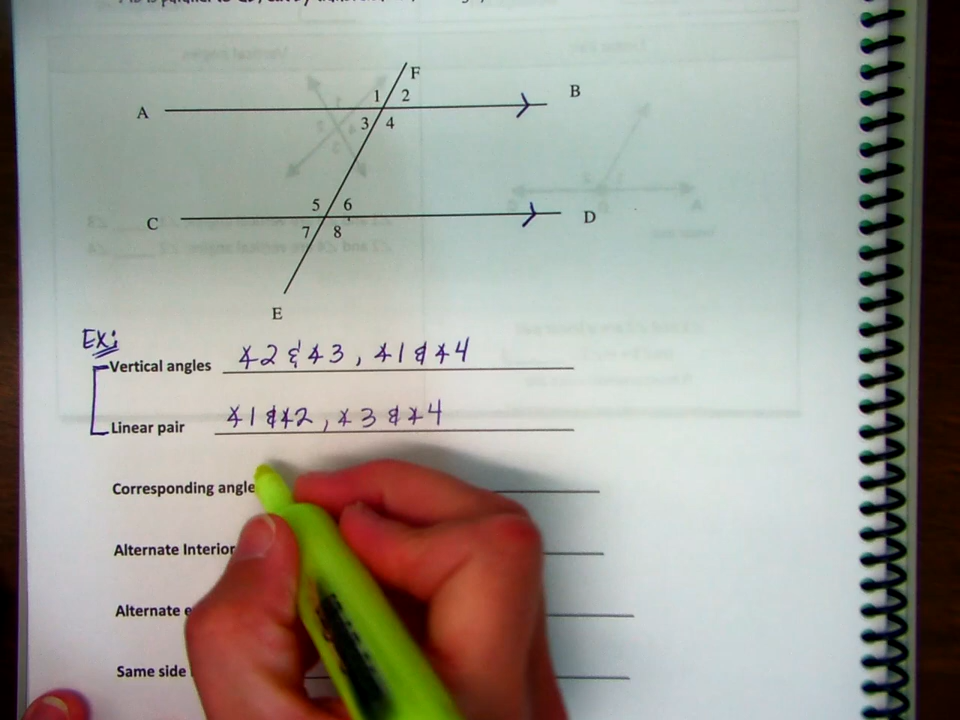 F
1 2
A B
3 4
5 6
C D
7 8
E
Ex:
Vertical angles ∡2 & ∡3, ∡1 & ∡4
Linear pair ∡1 & ∡2, ∡3 & ∡4
Corresponding angle
Alternate Interior
Alternate
Same side